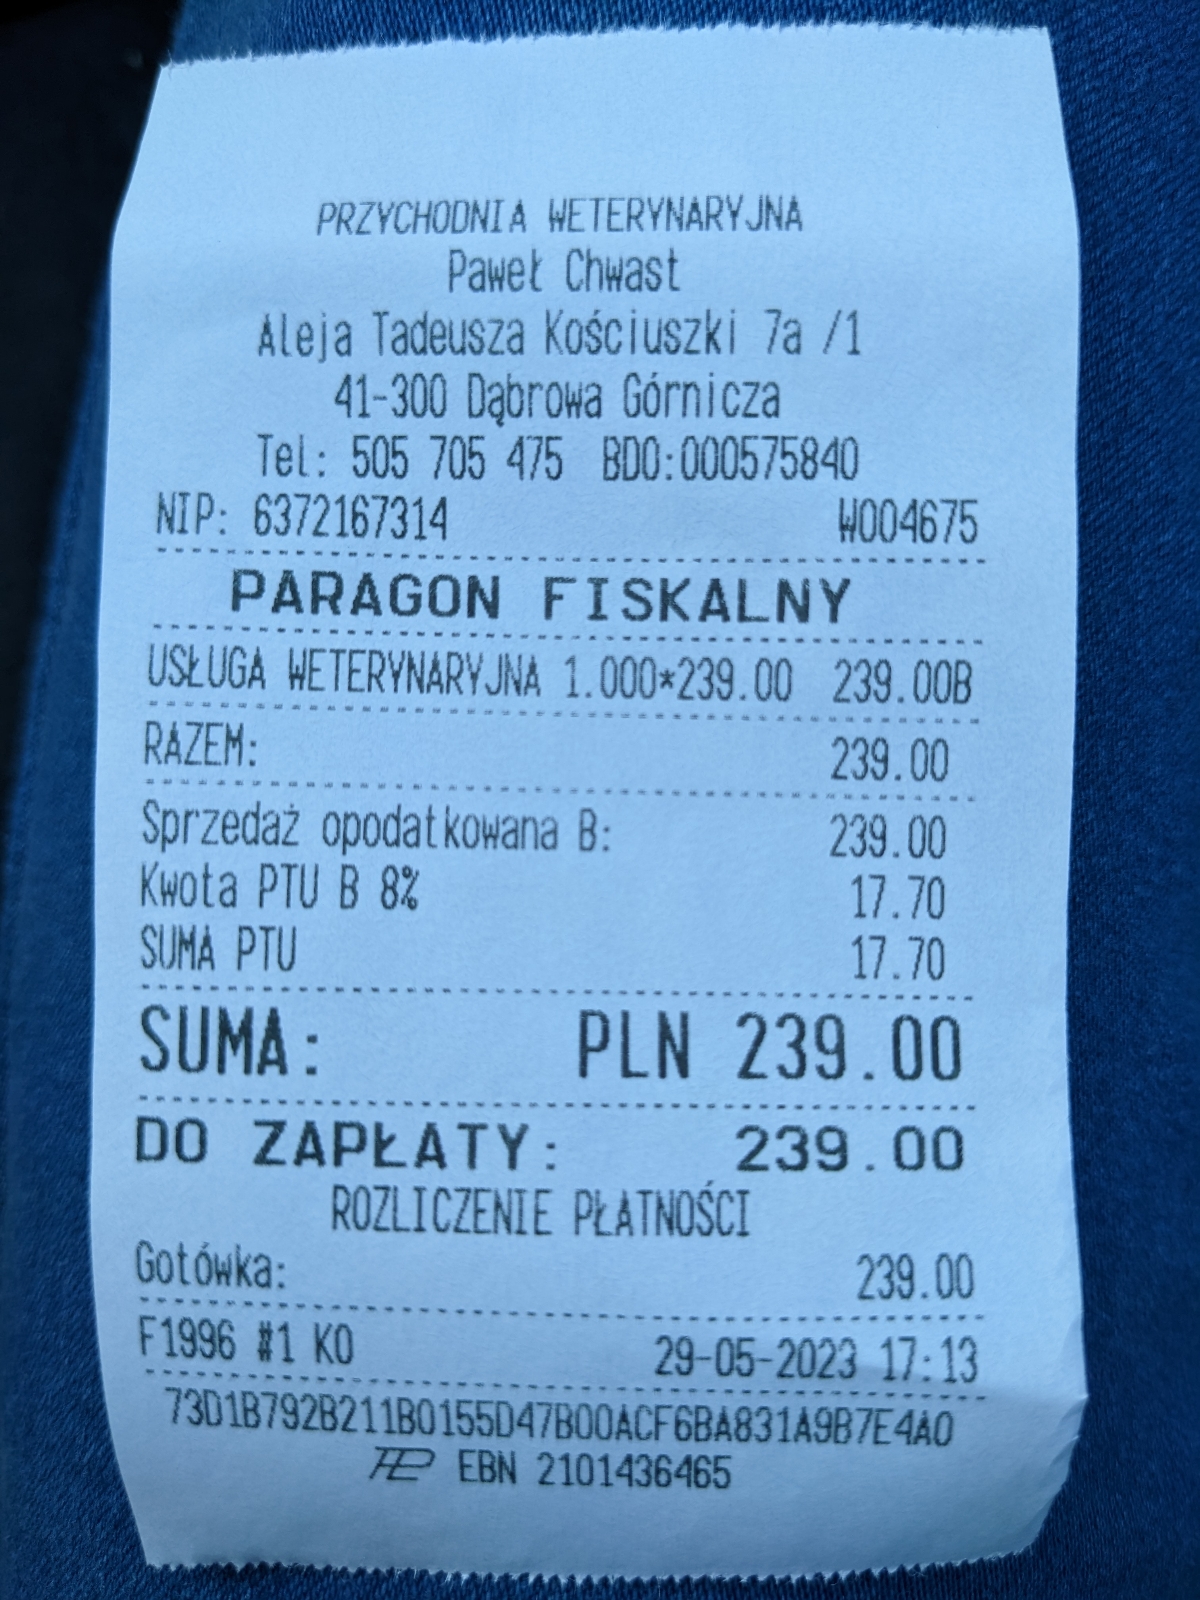 PRZYCHODNIA WETERYNARYJNA
Paweł Chwast
Aleja Tadeusza Kościuszki 7a /1
41-300 Dąbrowa Górnicza
Tel: 505 705 475 BDO:000575840
NIP: 6372167314 W004675
PARAGON FISKALNY
USŁUGA WETERYNARYJNA 1.000*239.00 239.00B
RAZEM: 239.00
Sprzedaż opodatkowana B: 239.00
Kwota PTU B 8% 17.70
SUMA PTU 17.70
SUMA: PLN 239.00
DO ZAPŁATY: 239.00
ROZLICZENIE PŁATNOŚCI
Gotówka: 239.00
F1996 #1 KO 29-05-2023 17:13
73D1B792B211B0155D47B00ACF6BA831A9B7E4A0
EBN 2101436465